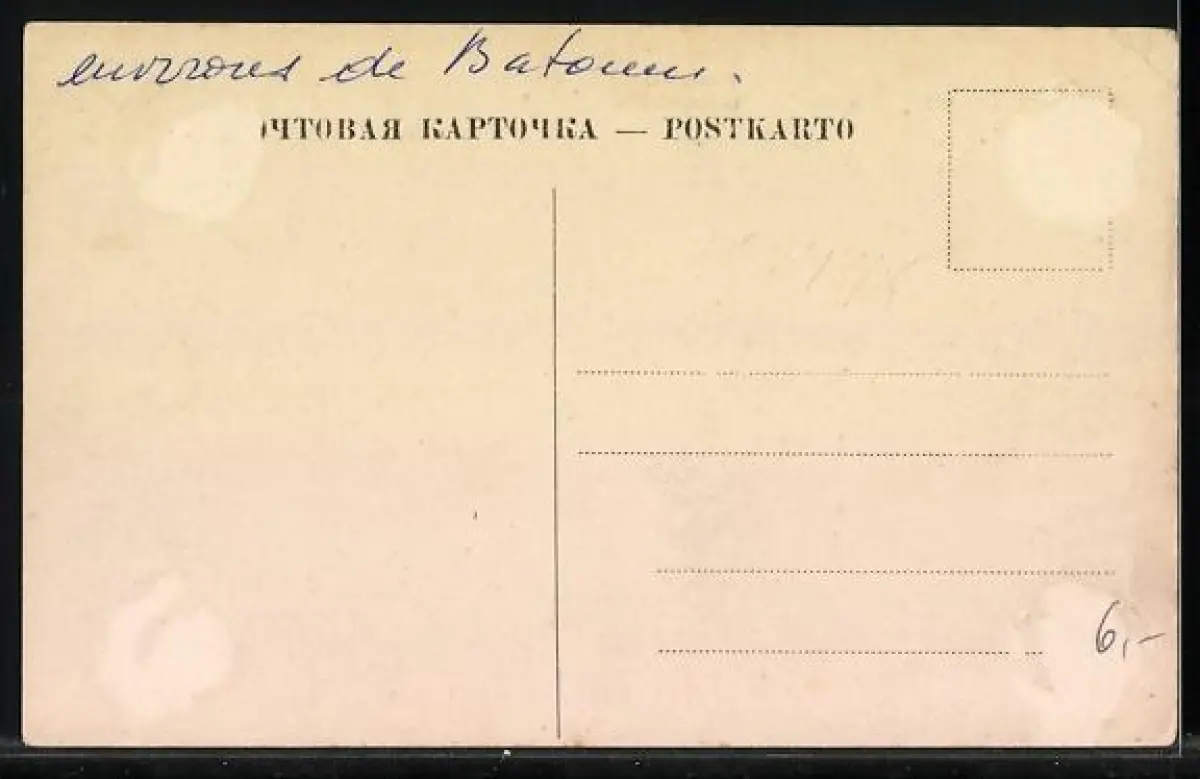 environs de Batoum.
ЧТОВАЯ КАРТОЧКА — POSTKARTO
6,-